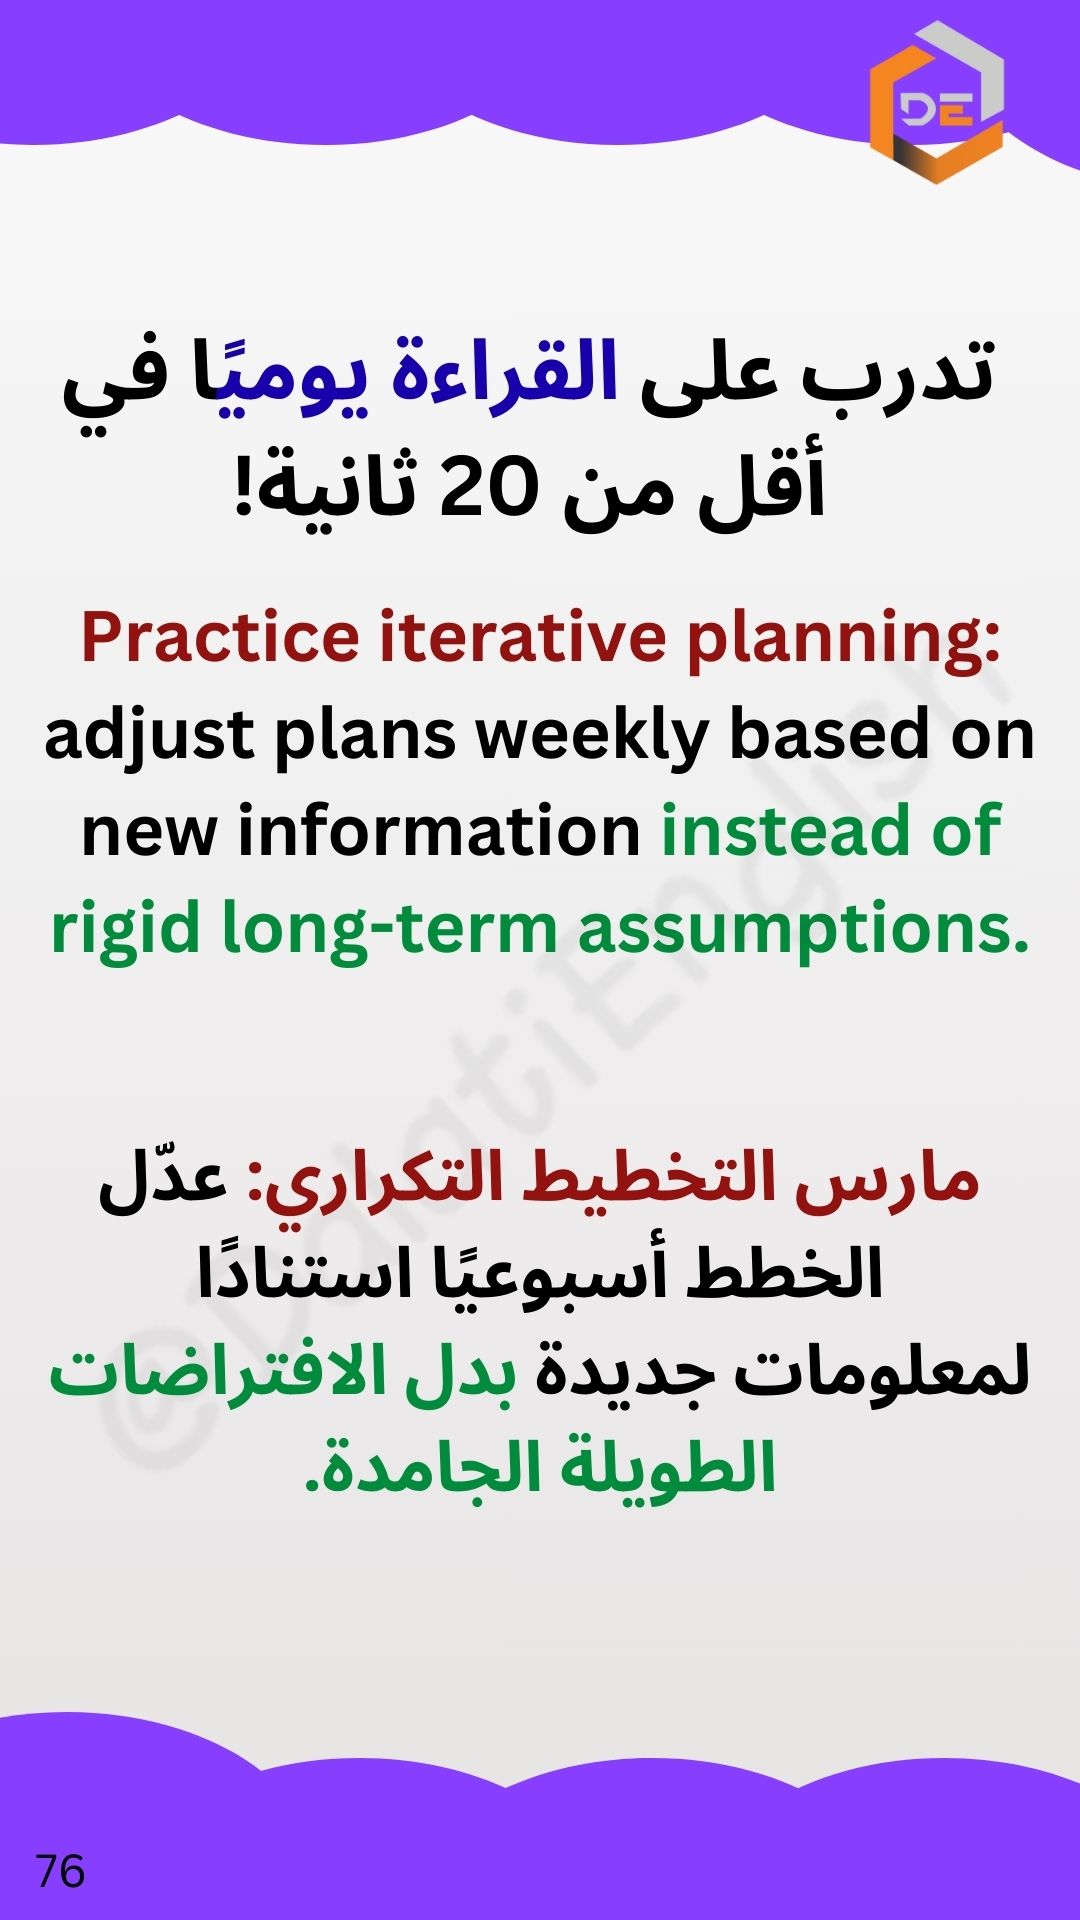 DE
تدرب على القراءة يوميًا في
أقل من 20 ثانية!
Practice iterative planning:
adjust plans weekly based on
new information instead of
rigid long-term assumptions.
مارس التخطيط التكراري: عدّل
الخطط أسبوعيًا استنادًا
لمعلومات جديدة بدل الافتراضات
الطويلة الجامدة.
@DalatiEnglish
76